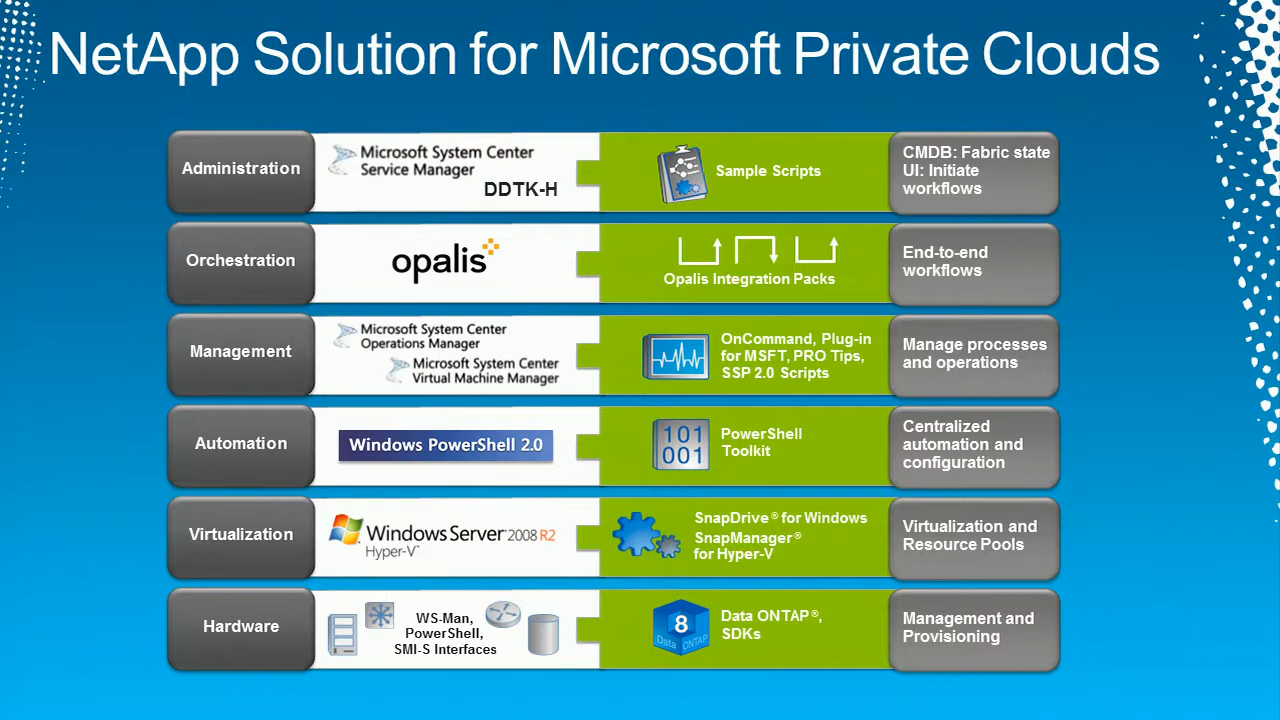 NetApp Solution for Microsoft Private Clouds
Administration
Microsoft System Center
Service Manager
DDTK-H
Sample Scripts
CMDB: Fabric state
UI: Initiate
workflows
Orchestration
opalis
Opalis Integration Packs
End-to-end
workflows
Management
Microsoft System Center
Operations Manager
Microsoft System Center
Virtual Machine Manager
OnCommand, Plug-in
for MSFT, PRO Tips,
SSP 2.0 Scripts
Manage processes
and operations
Automation
Windows PowerShell 2.0
101
001
PowerShell
Toolkit
Centralized
automation and
configuration
Virtualization
Windows Server® 2008 R2
Hyper-V™
SnapDrive® for Windows
SnapManager®
for Hyper-V
Virtualization and
Resource Pools
Hardware
WS-Man,
PowerShell,
SMI-S Interfaces
8
Data ONTAP
Data ONTAP®,
SDKs
Management and
Provisioning